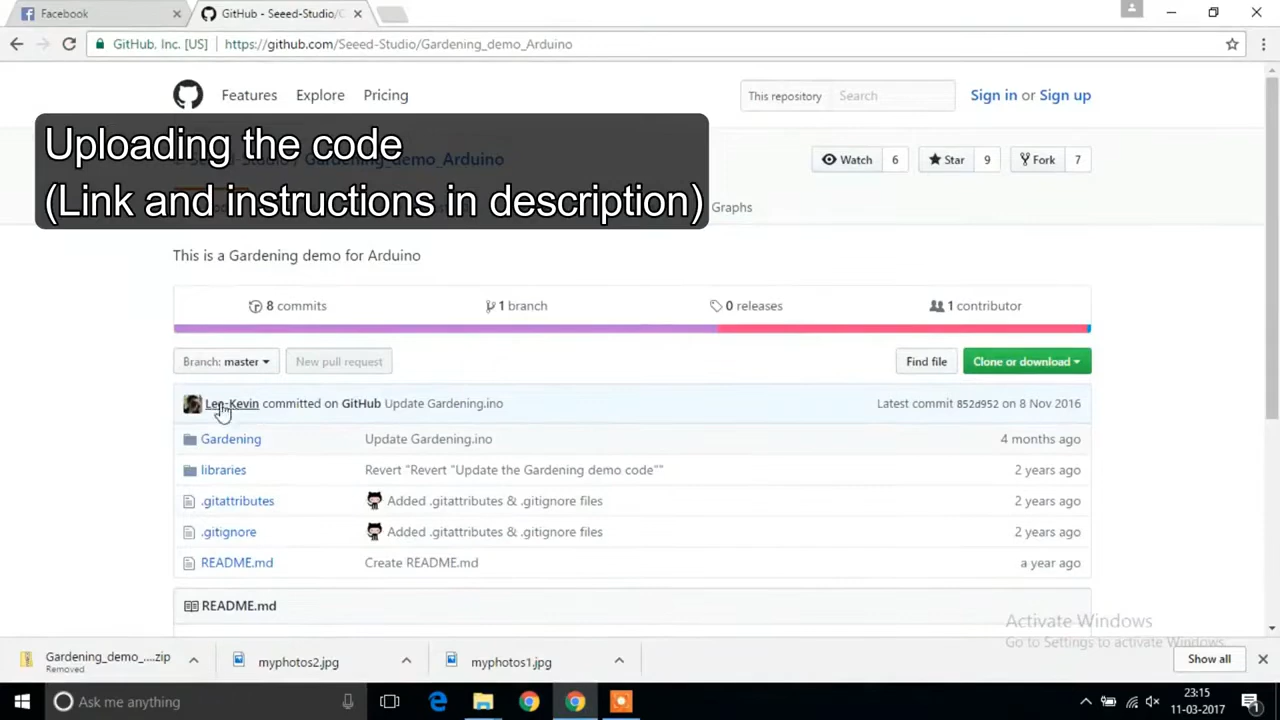 Facebook
GitHub - Seeed-Studio/G
GitHub, Inc. [US]
https://github.com/Seeed-Studio/Gardening_demo_Arduino
Features Explore Pricing
This repository Search
Sign in or Sign up
Uploading the code
(Link and instructions in description)
Gardening_demo_Arduino
Watch 6 Star 9 Fork 7
Graphs
This is a Gardening demo for Arduino
8 commits 1 branch 0 releases 1 contributor
Branch: master New pull request Find file Clone or download
Lee-Kevin committed on GitHub Update Gardening.ino Latest commit 852d952 on 8 Nov 2016
Gardening Update Gardening.ino 4 months ago
libraries Revert "Revert "Update the Gardening demo code"" 2 years ago
.gitattributes Added .gitattributes & .gitignore files 2 years ago
.gitignore Added .gitattributes & .gitignore files 2 years ago
README.md Create README.md a year ago
README.md
Activate Windows
Go to Settings to activate Windows.
Gardening_demo_....zip
Removed
myphotos2.jpg
myphotos1.jpg
Show all
Ask me anything
23:15
11-03-2017
1